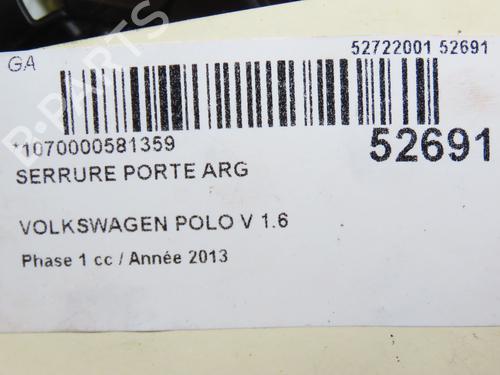 GA
52722001 52691
*1070000581359
52691
SERRURE PORTE ARG
VOLKSWAGEN POLO V 1.6
Phase 1 cc / Année 2013
B-PARTS